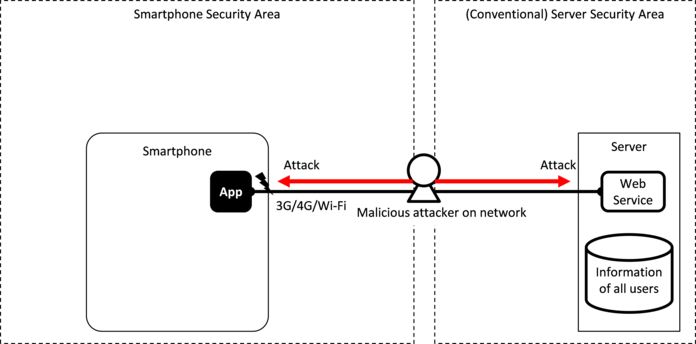 Smartphone Security Area
(Conventional) Server Security Area
Smartphone
Server
Attack
Attack
App
Web
Service
3G/4G/Wi-Fi
Malicious attacker on network
Information
of all users